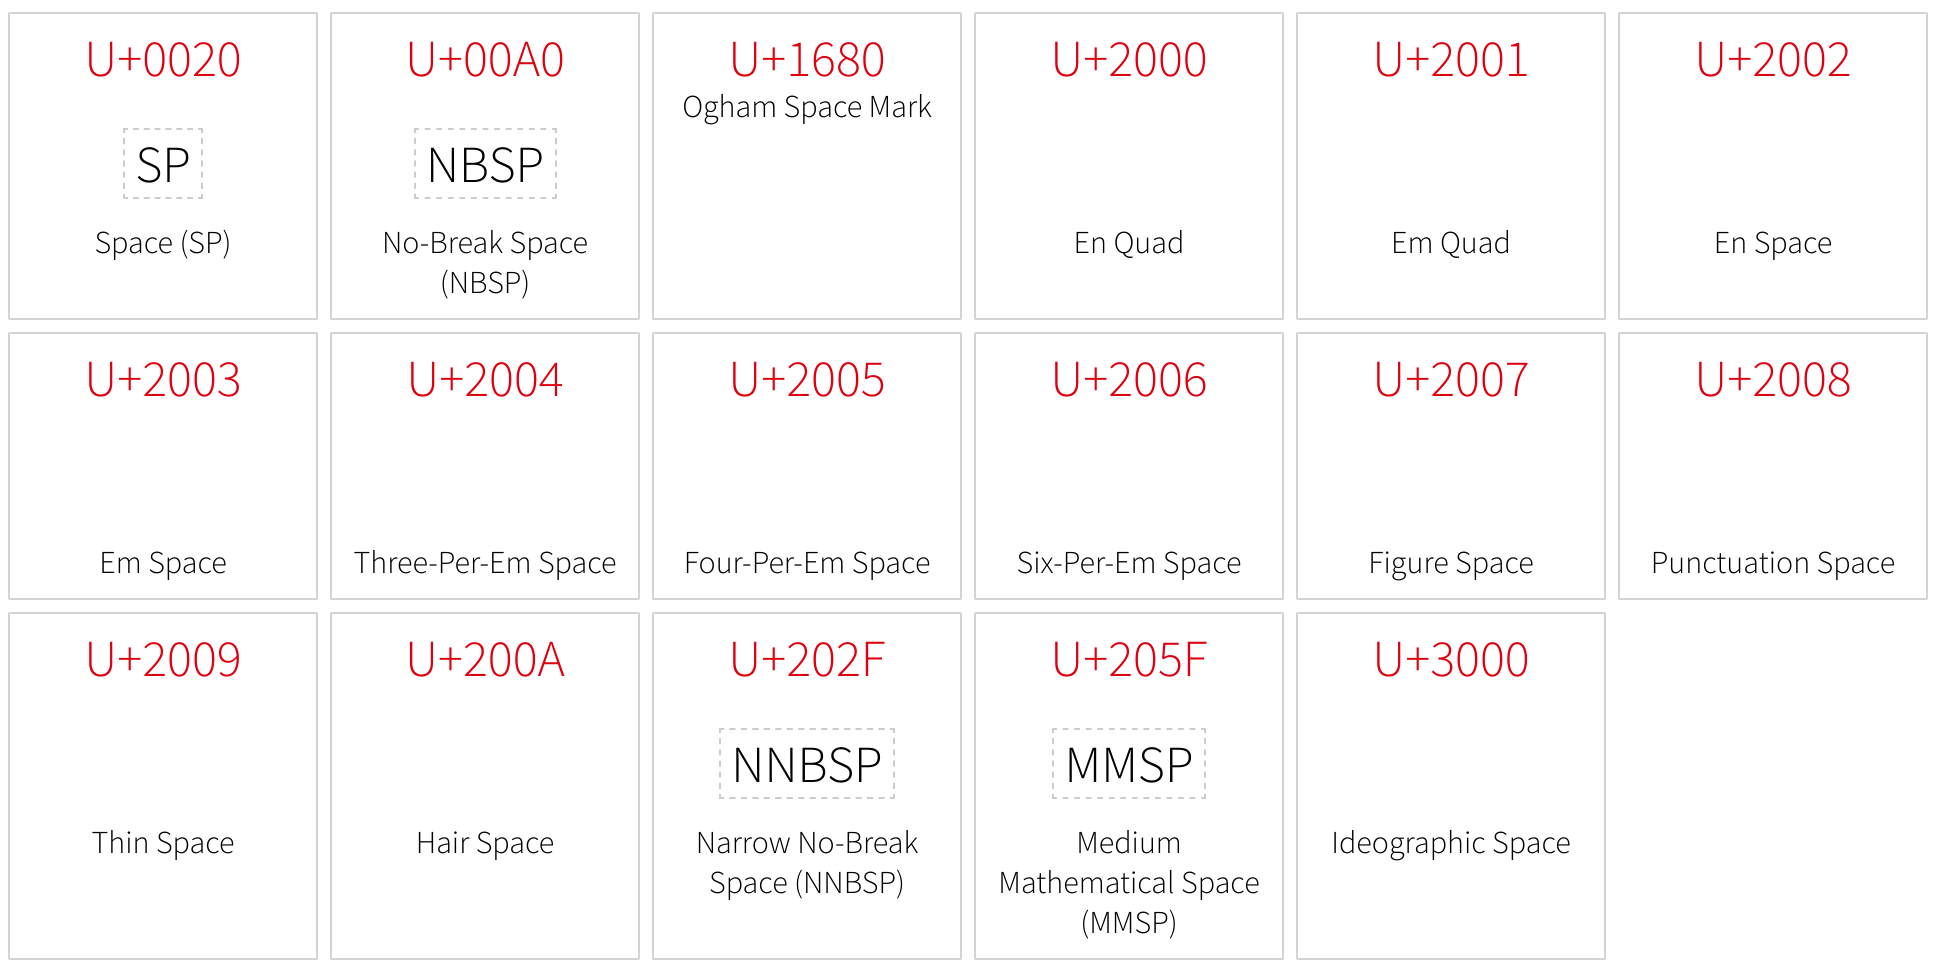 U+0020
SP
Space (SP)
U+00A0
NBSP
No-Break Space
(NBSP)
U+1680
Ogham Space Mark
U+2000
En Quad
U+2001
Em Quad
U+2002
En Space
U+2003
Em Space
U+2004
Three-Per-Em Space
U+2005
Four-Per-Em Space
U+2006
Six-Per-Em Space
U+2007
Figure Space
U+2008
Punctuation Space
U+2009
Thin Space
U+200A
Hair Space
U+202F
NNBSP
Narrow No-Break
Space (NNBSP)
U+205F
MMSP
Medium
Mathematical Space
(MMSP)
U+3000
Ideographic Space